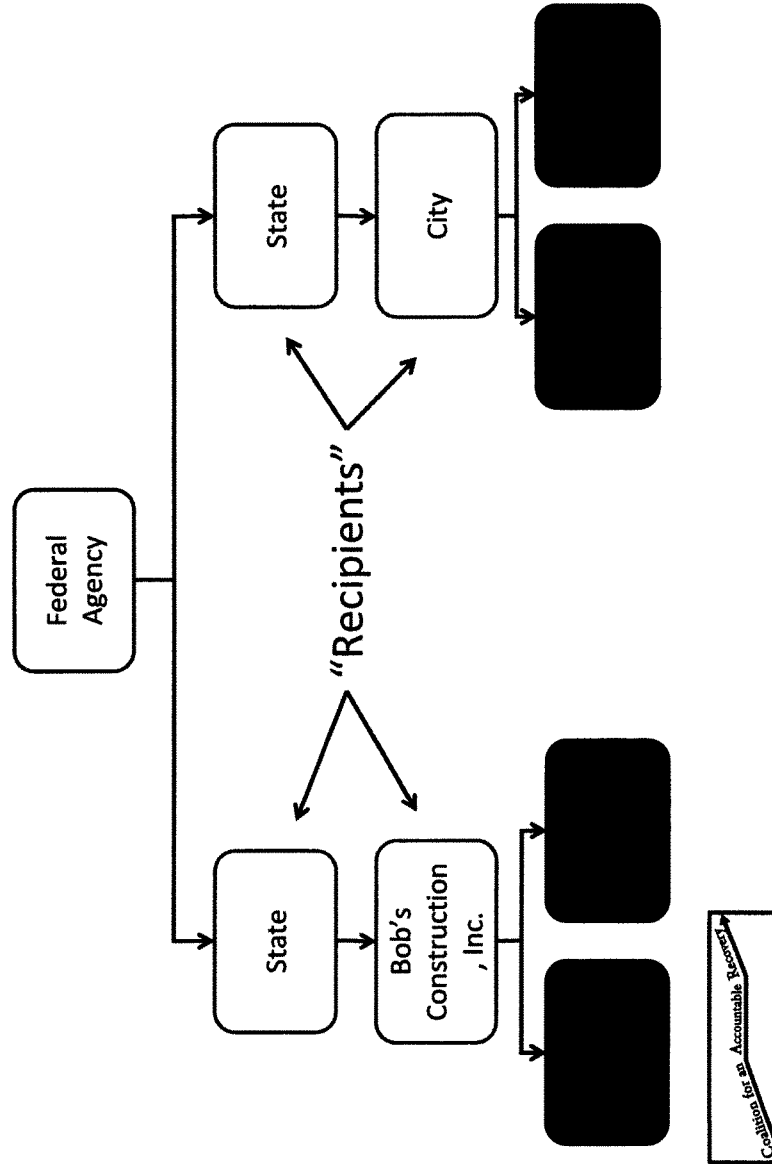 Federal
Agency
State
State
"Recipients"
Bob's
Construction
, Inc.
City
Coalition for an Accountable Recovery